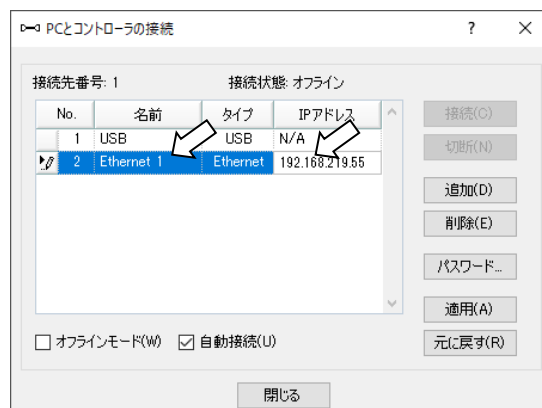 PCとコントローラの接続 ? ×
接続先番号: 1 接続状態: オフライン
No. 名前 タイプ IPアドレス
1 USB USB N/A
2 Ethernet 1 Ethernet 192.168.219.55
接続(C)
切断(N)
追加(D)
削除(E)
パスワード...
適用(A)
元に戻す(R)
オフラインモード(W) 自動接続(U)
閉じる